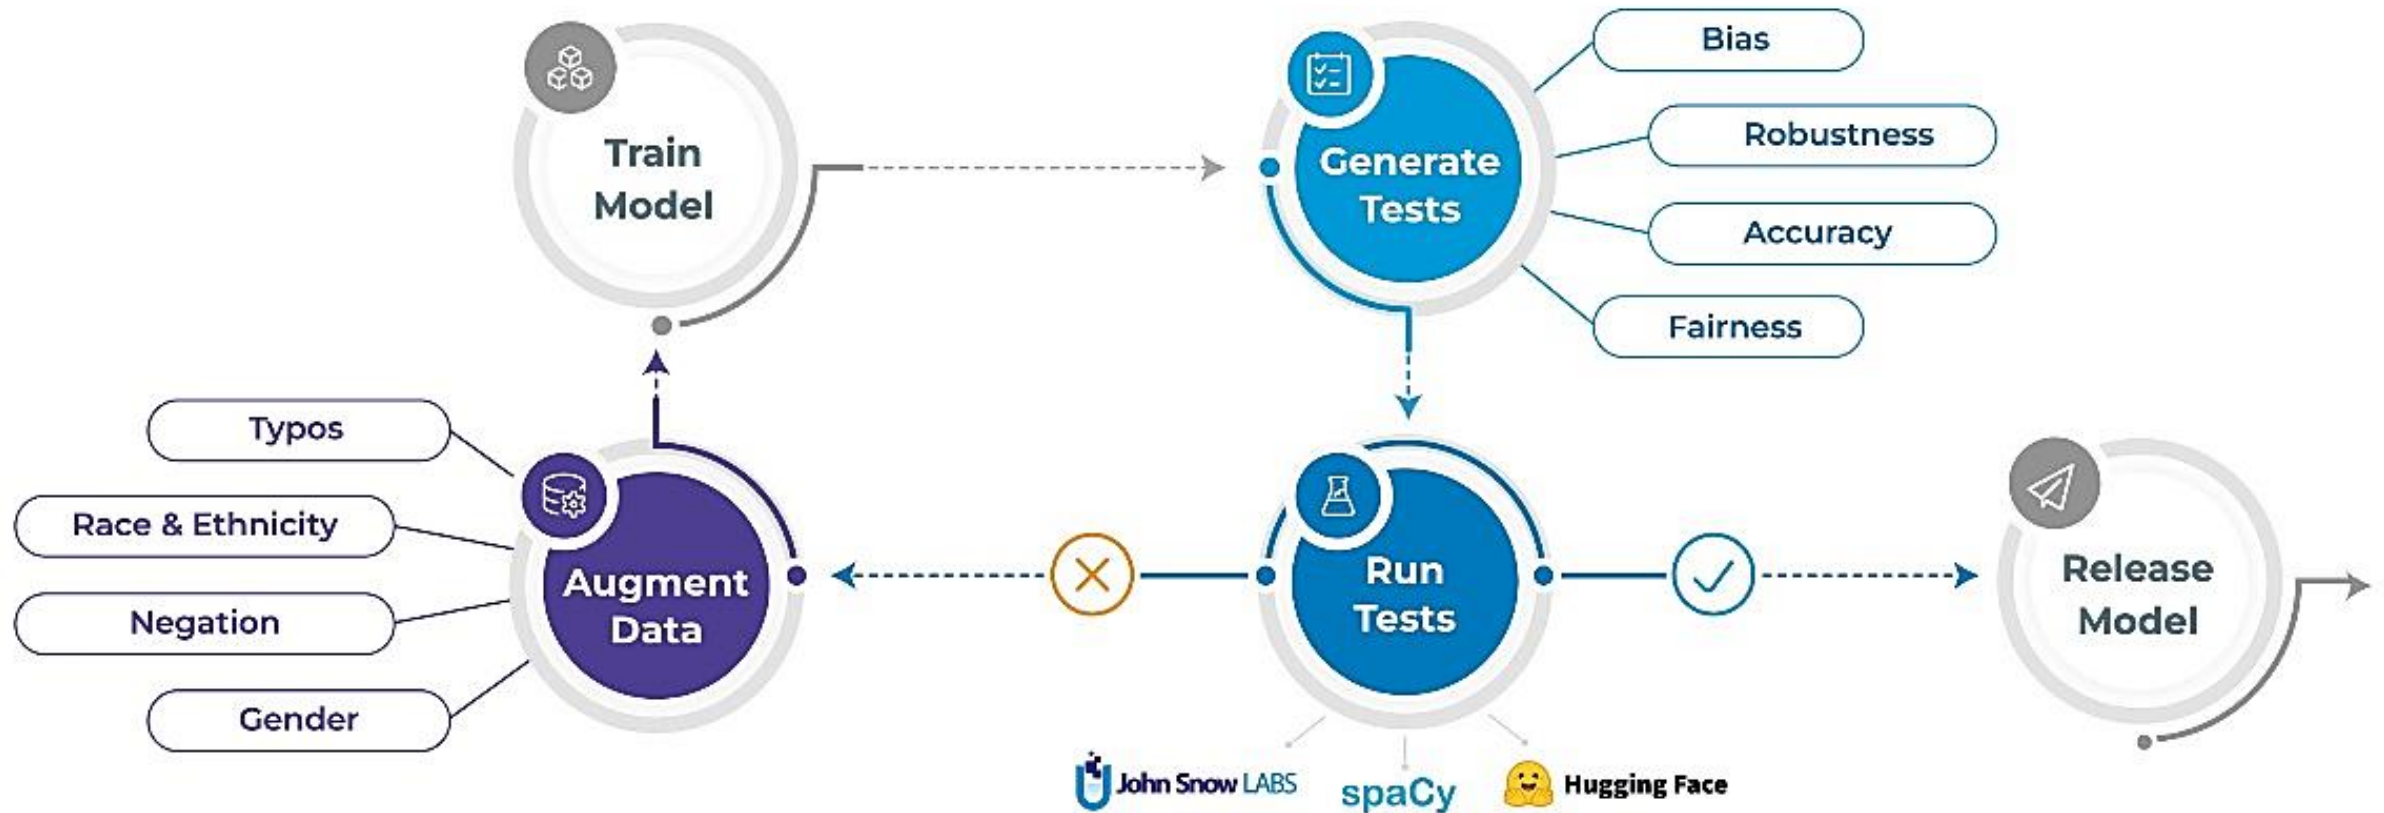 Train
Model
Generate
Tests
Bias
Robustness
Accuracy
Fairness
Typos
Race & Ethnicity
Negation
Gender
Augment
Data
Run
Tests
Release
Model
John Snow LABS
spaCy
Hugging Face